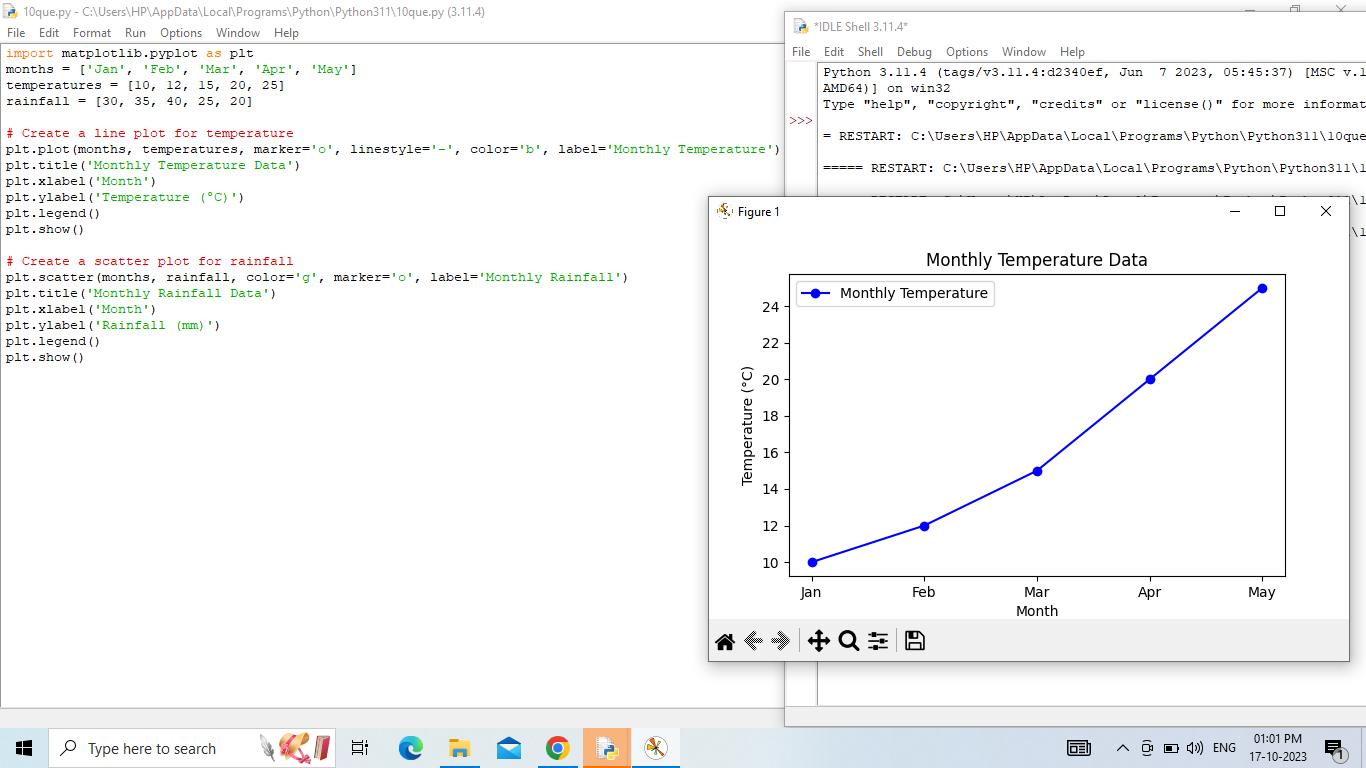 10que.py - C:\Users\HP\AppData\Local\Programs\Python\Python311\10que.py (3.11.4)
File Edit Format Run Options Window Help
import matplotlib.pyplot as plt
months = ['Jan', 'Feb', 'Mar', 'Apr', 'May']
temperatures = [10, 12, 15, 20, 25]
rainfall = [30, 35, 40, 25, 20]
# Create a line plot for temperature
plt.plot(months, temperatures, marker='o', linestyle='-', color='b', label='Monthly Temperature')
plt.title('Monthly Temperature Data')
plt.xlabel('Month')
plt.ylabel('Temperature (°C)')
plt.legend()
plt.show()
# Create a scatter plot for rainfall
plt.scatter(months, rainfall, color='g', marker='o', label='Monthly Rainfall')
plt.title('Monthly Rainfall Data')
plt.xlabel('Month')
plt.ylabel('Rainfall (mm)')
plt.legend()
plt.show()
*IDLE Shell 3.11.4*
File Edit Shell Debug Options Window Help
Python 3.11.4 (tags/v3.11.4:d2340ef, Jun 7 2023, 05:45:37) [MSC v.1
AMD64)] on win32
Type "help", "copyright", "credits" or "license()" for more informat
>>>
= RESTART: C:\Users\HP\AppData\Local\Programs\Python\Python311\10que
===== RESTART: C:\Users\HP\AppData\Local\Programs\Python\Python311\1
Figure 1
Monthly Temperature Data
Monthly Temperature
Temperature (°C)
24
22
20
18
16
14
12
10
Jan Feb Mar Apr May
Month
Type here to search
ENG
01:01 PM
17-10-2023
1